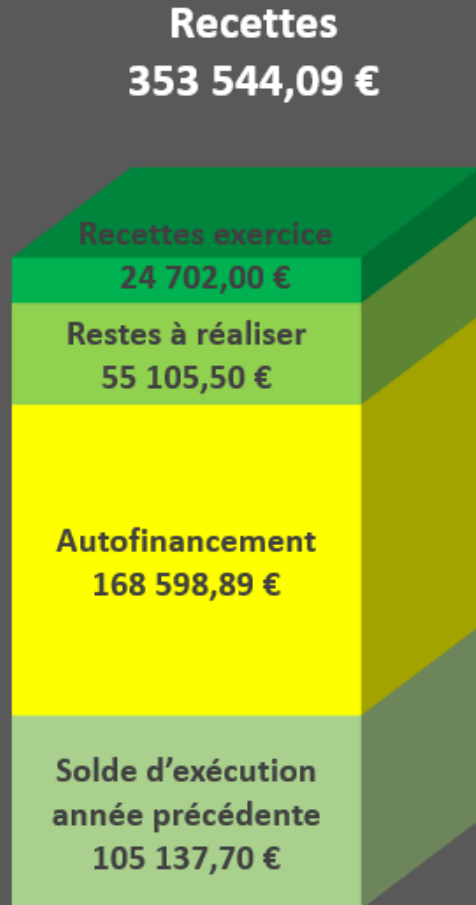 Recettes
353 544,09 €
Recettes exercice
24 702,00 €
Restes à réaliser
55 105,50 €
Autofinancement
168 598,89 €
Solde d’exécution
année précédente
105 137,70 €